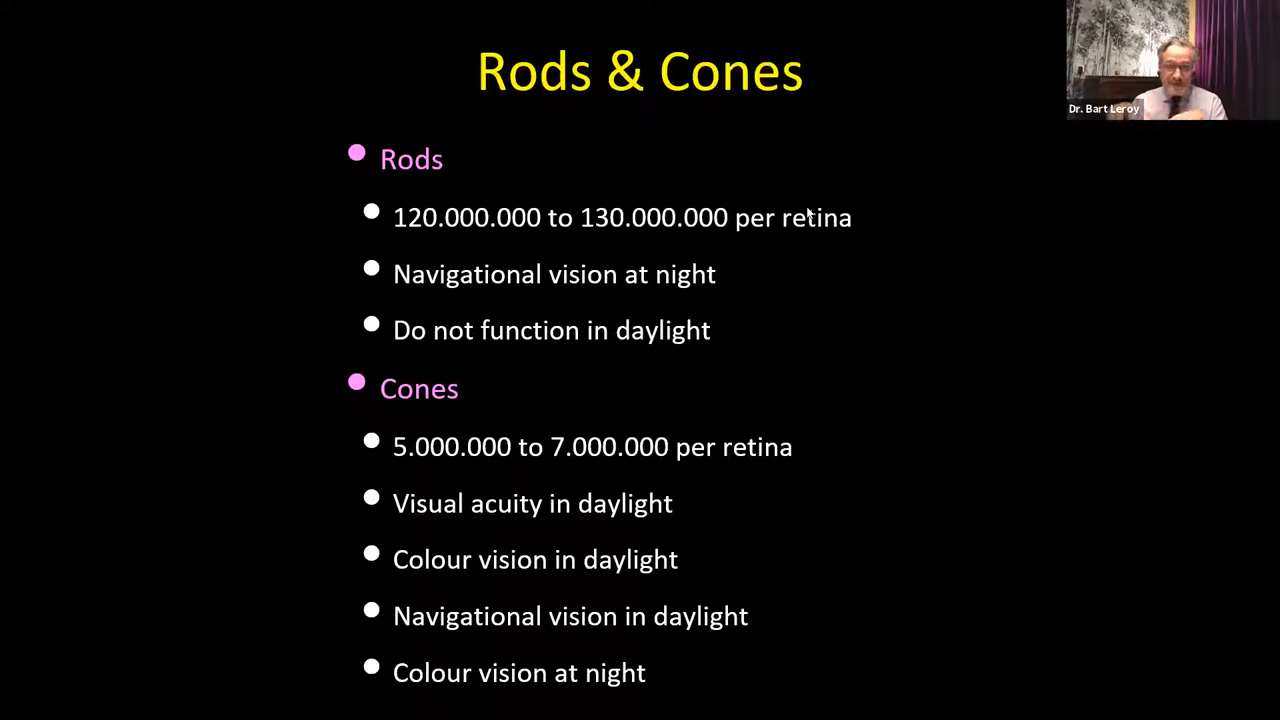 Rods & Cones
Dr. Bart Leroy
Rods
120.000.000 to 130.000.000 per retina
Navigational vision at night
Do not function in daylight
Cones
5.000.000 to 7.000.000 per retina
Visual acuity in daylight
Colour vision in daylight
Navigational vision in daylight
Colour vision at night